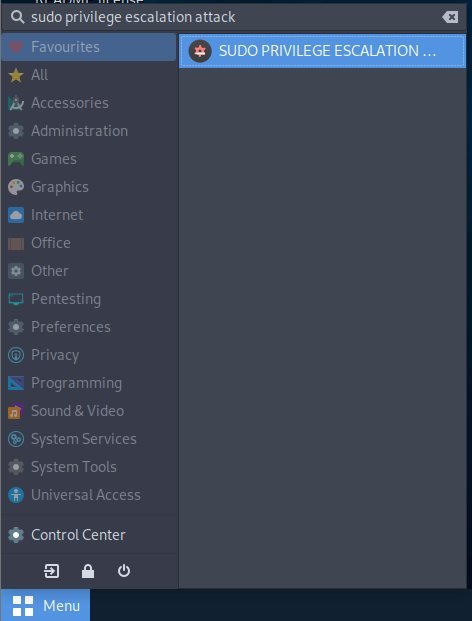 sudo privilege escalation attack
Favourites
All
Accessories
Administration
Games
Graphics
Internet
Office
Other
Pentesting
Preferences
Privacy
Programming
Sound & Video
System Services
System Tools
Universal Access
Control Center
SUDO PRIVILEGE ESCALATION ...
Menu